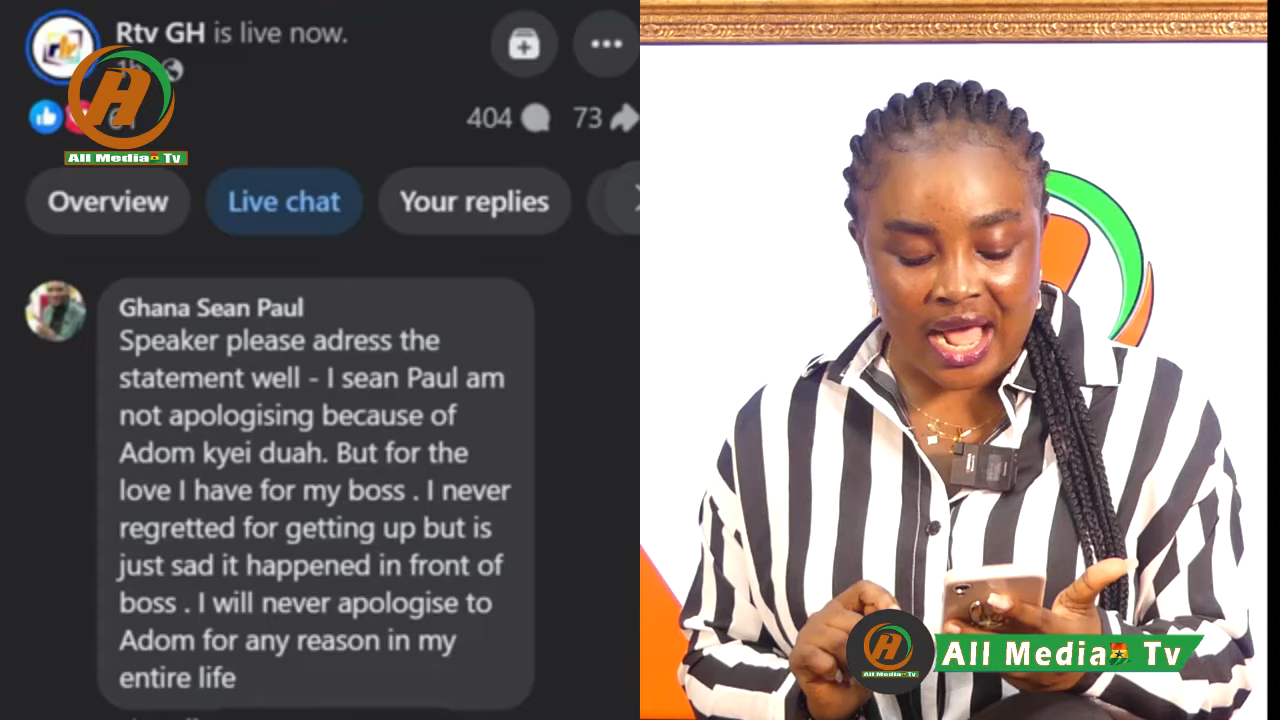 Rtv GH is live now.
404
73
All Media Tv
Overview
Live chat
Your replies
Ghana Sean Paul
Speaker please adress the
statement well - I sean Paul am
not apologising because of
Adom kyei duah. But for the
love I have for my boss . I never
regretted for getting up but is
just sad it happened in front of
boss . I will never apologise to
Adom for any reason in my
entire life
All Media Tv